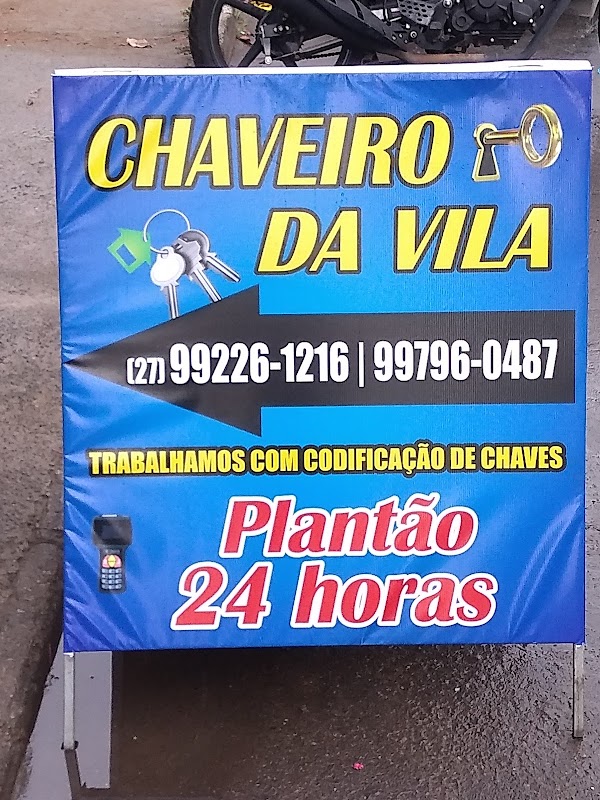 CHAVEIRO
DA VILA
(27) 99226-1216 | 99796-0487
TRABALHAMOS COM CODIFICAÇÃO DE CHAVES
Plantão
24 horas